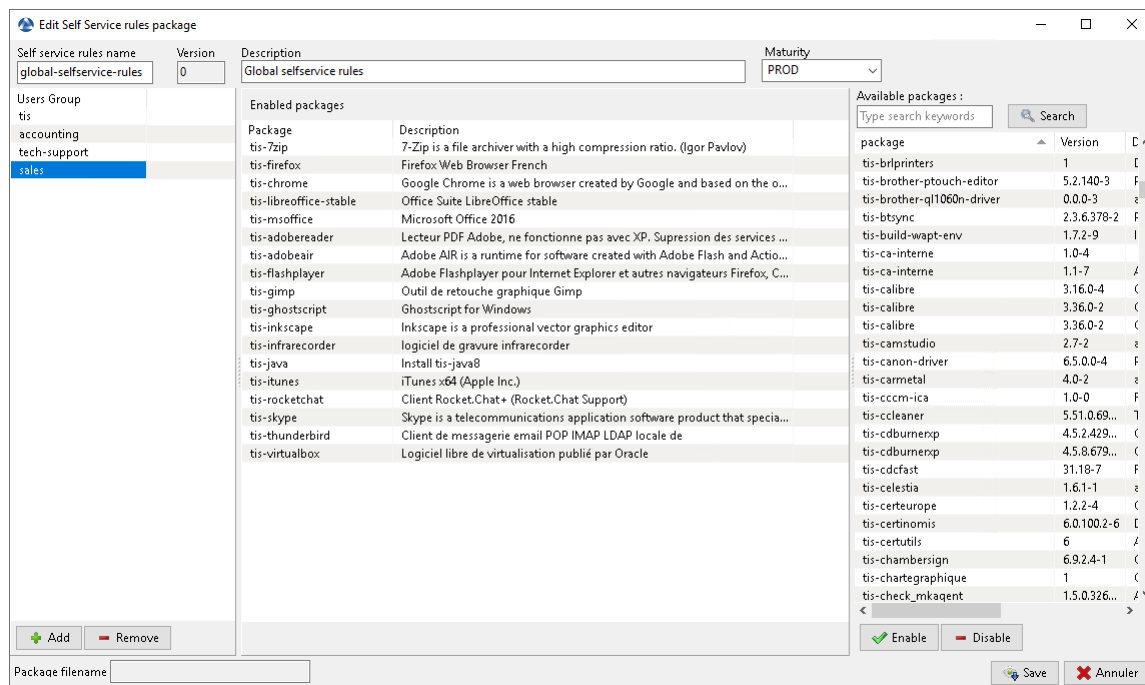 Edit Self Service rules package
Self service rules name Version Description Maturity
global-selfservice-rules 0 Global selfservice rules PROD
Users Group
tis
accounting
tech-support
sales
Add Remove
Enabled packages
Package Description
tis-7zip 7-Zip is a file archiver with a high compression ratio. (Igor Pavlov)
tis-firefox Firefox Web Browser French
tis-chrome Google Chrome is a web browser created by Google and based on the o...
tis-libreoffice-stable Office Suite LibreOffice stable
tis-msoffice Microsoft Office 2016
tis-adobereader Lecteur PDF Adobe, ne fonctionne pas avec XP. Supression des services ...
tis-adobeair Adobe AIR is a runtime for software created with Adobe Flash and Actio...
tis-flashplayer Adobe Flashplayer pour Internet Explorer et autres navigateurs Firefox, C...
tis-gimp Outil de retouche graphique Gimp
tis-ghostscript Ghostscript for Windows
tis-inkscape Inkscape is a professional vector graphics editor
tis-infrarecorder logiciel de gravure infrarecorder
tis-java Install tis-java8
tis-itunes iTunes x64 (Apple Inc.)
tis-rocketchat Client Rocket.Chat+ (Rocket.Chat Support)
tis-skype Skype is a telecommunications application software product that specia...
tis-thunderbird Client de messagerie email POP IMAP LDAP locale de
tis-virtualbox Logiciel libre de virtualisation publié par Oracle
Available packages :
Type search keywords Search
package Version
tis-brlprinters 1
tis-brother-ptouch-editor 5.2.140-3
tis-brother-ql1060n-driver 0.0.0-3
tis-btsync 2.3.6.378-2
tis-build-wapt-env 1.7.2-9
tis-ca-interne 1.0-4
tis-ca-interne 1.1-7
tis-calibre 3.16.0-4
tis-calibre 3.36.0-2
tis-calibre 3.36.0-2
tis-camstudio 2.7-2
tis-canon-driver 6.5.0.0-4
tis-carmetal 4.0-2
tis-cccm-ica 1.0-0
tis-ccleaner 5.51.0.69...
tis-cdburnerxp 4.5.2.429...
tis-cdburnerxp 4.5.8.679...
tis-cdcfast 31.18-7
tis-celestia 1.6.1-1
tis-certeurope 1.2.2-4
tis-certinomis 6.0.100.2-6
tis-certutils 6
tis-chambersign 6.9.2.4-1
tis-chartegraphique 1
tis-check_mkagent 1.5.0.326...
Enable Disable
Package filename
Save Annuler